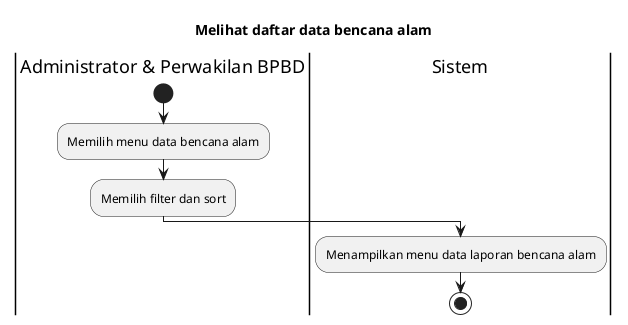 Melihat daftar data bencana alam
Administrator & Perwakilan BPBD
Sistem
Memilih menu data bencana alam
Memilih filter dan sort
Menampilkan menu data laporan bencana alam